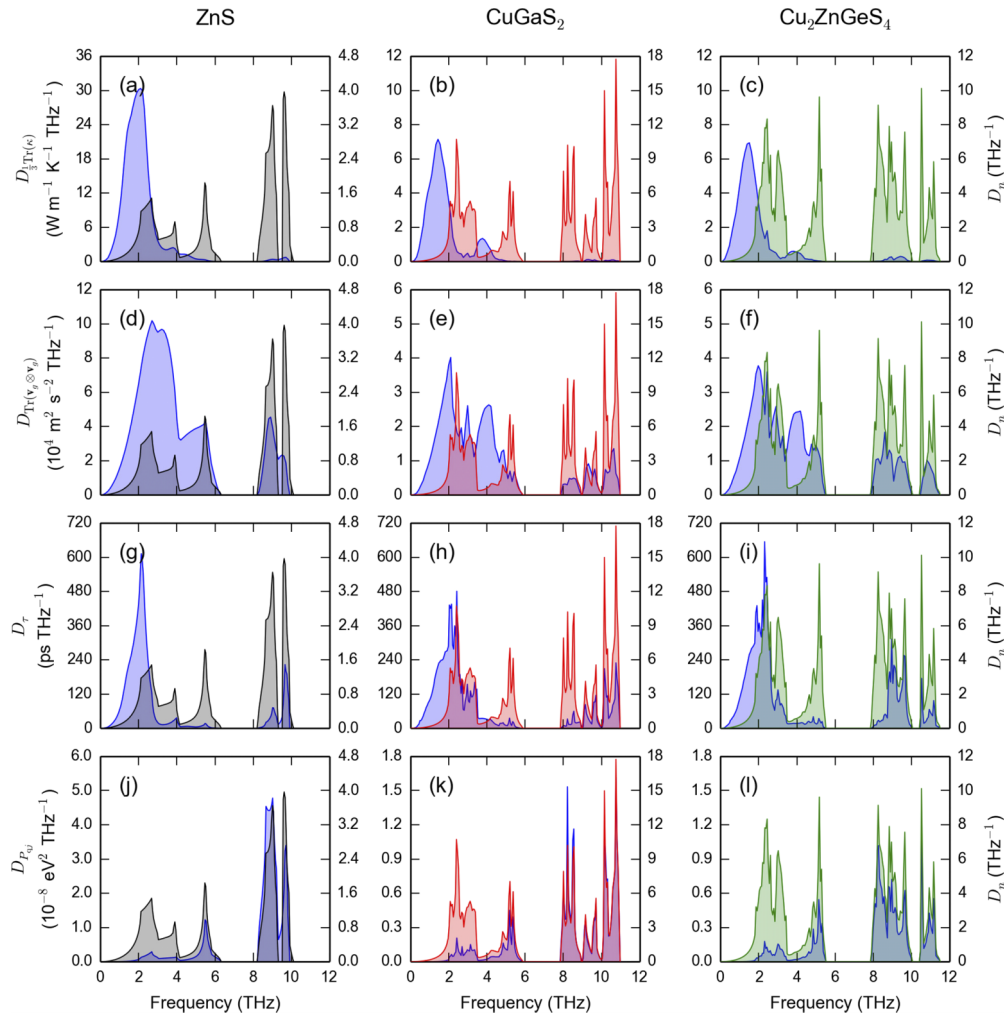 ZnS CuGaS₂ Cu₂ZnGeS₄
36 4.8 12 18 12 12
(a) (b) (c)
30 4.0 10 15 10 10
24 3.2 8 12 8 8
18 2.4 6 9 6 6
12 1.6 4 6 4 4
6 0.8 2 3 2 2
0 0.0 0 0 0 0
D⅓Tr(κ)
(W m⁻¹ K⁻¹ THz⁻¹)
Dₙ (THz⁻¹)
12 4.8 6 18 6 12
(d) (e) (f)
10 4.0 5 15 5 10
8 3.2 4 12 4 8
6 2.4 3 9 3 6
4 1.6 2 6 2 4
2 0.8 1 3 1 2
0 0.0 0 0 0 0
D Tr(v_g⊗v_g)
(10⁴ m² s⁻² THz⁻¹)
Dₙ (THz⁻¹)
720 4.8 720 18 720 12
(g) (h) (i)
600 4.0 600 15 600 10
480 3.2 480 12 480 8
360 2.4 360 9 360 6
240 1.6 240 6 240 4
120 0.8 120 3 120 2
0 0.0 0 0 0 0
D_τ
(ps THz⁻¹)
Dₙ (THz⁻¹)
6.0 4.8 1.8 18 1.8 12
(j) (k) (l)
5.0 4.0 1.5 15 1.5 10
4.0 3.2 1.2 12 1.2 8
3.0 2.4 0.9 9 0.9 6
2.0 1.6 0.6 6 0.6 4
1.0 0.8 0.3 3 0.3 2
0.0 0.0 0.0 0 0.0 0
D P_qj
(10⁻⁸ eV² THz⁻¹)
Dₙ (THz⁻¹)
0 2 4 6 8 10 12 0 2 4 6 8 10 12 0 2 4 6 8 10 12
Frequency (THz) Frequency (THz) Frequency (THz)